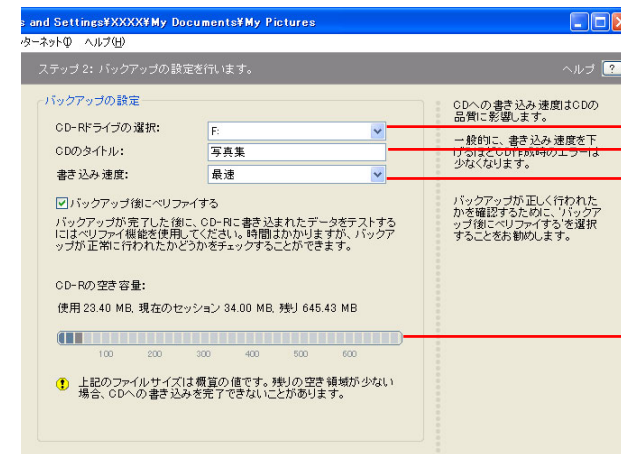 s and Settings¥XXXX¥My Documents¥My Pictures
ターネット(I) ヘルプ(H)
ステップ2: バックアップの設定を行います。
ヘルプ ?
バックアップの設定
CD-Rドライブの選択:
F:
CDのタイトル:
写真集
書き込み速度:
最速
バックアップ後にベリファイする
バックアップが完了した後に、CD-Rに書き込まれたデータをテストする
にはベリファイ機能を使用してください。時間はかかりますが、バックア
ップが正常に行われたかどうかをチェックすることができます。
CD-Rの空き容量:
使用 23.40 MB, 現在のセッション 34.00 MB, 残り 645.43 MB
100 200 300 400 500 600
上記のファイルサイズは概算の値です。残りの空き領域が少ない
場合、CDへの書き込みを完了できないことがあります。
CDへの書き込み速度はCDの
品質に影響します。
一般的に、書き込み速度を下
げるほどCD作成時のエラーは
少なくなります。
バックアップが正しく行われた
かを確認するために、'バックア
ップ後にベリファイする'を選択
することをお勧めします。